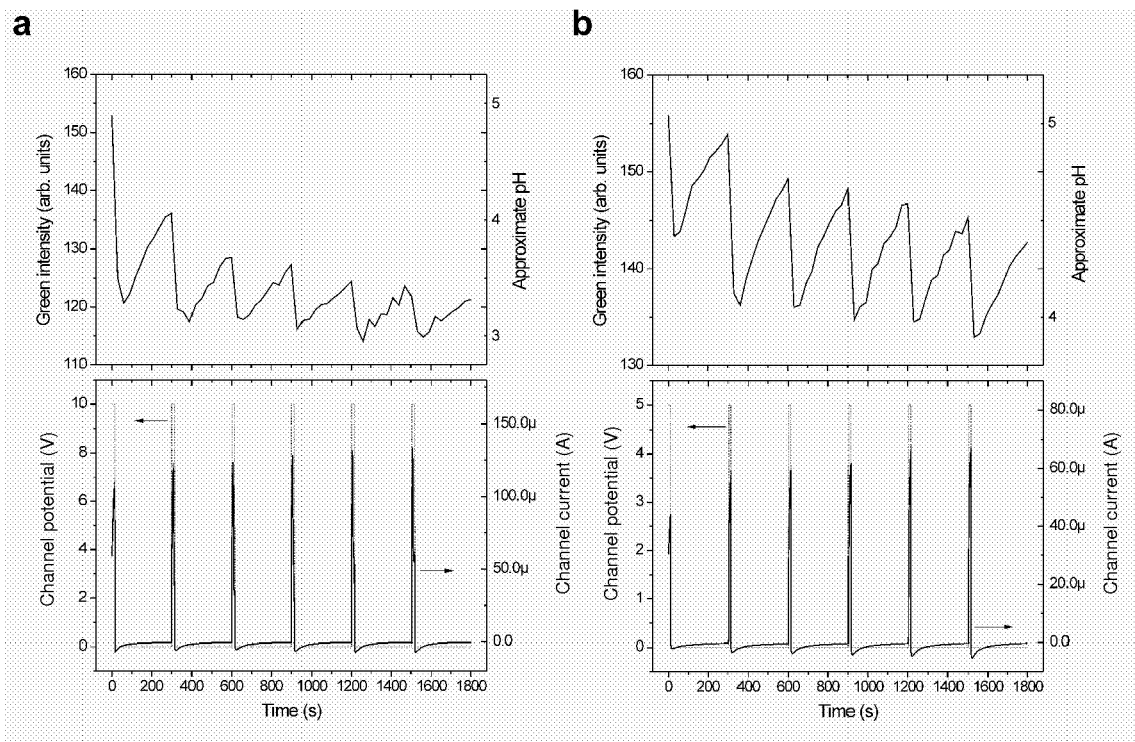 a
160
150
140
130
120
110
Green intensity (arb. units)
5
4
3
Approximate pH
10
8
6
4
2
0
Channel potential (V)
150.0µ
100.0µ
50.0µ
0.0
Channel current (A)
0 200 400 600 800 1000 1200 1400 1600 1800
Time (s)
b
160
150
140
130
Green intensity (arb. units)
5
4
Approximate pH
5
4
3
2
1
0
Channel potential (V)
80.0µ
60.0µ
40.0µ
20.0µ
0.0
Channel current (A)
0 200 400 600 800 1000 1200 1400 1600 1800
Time (s)